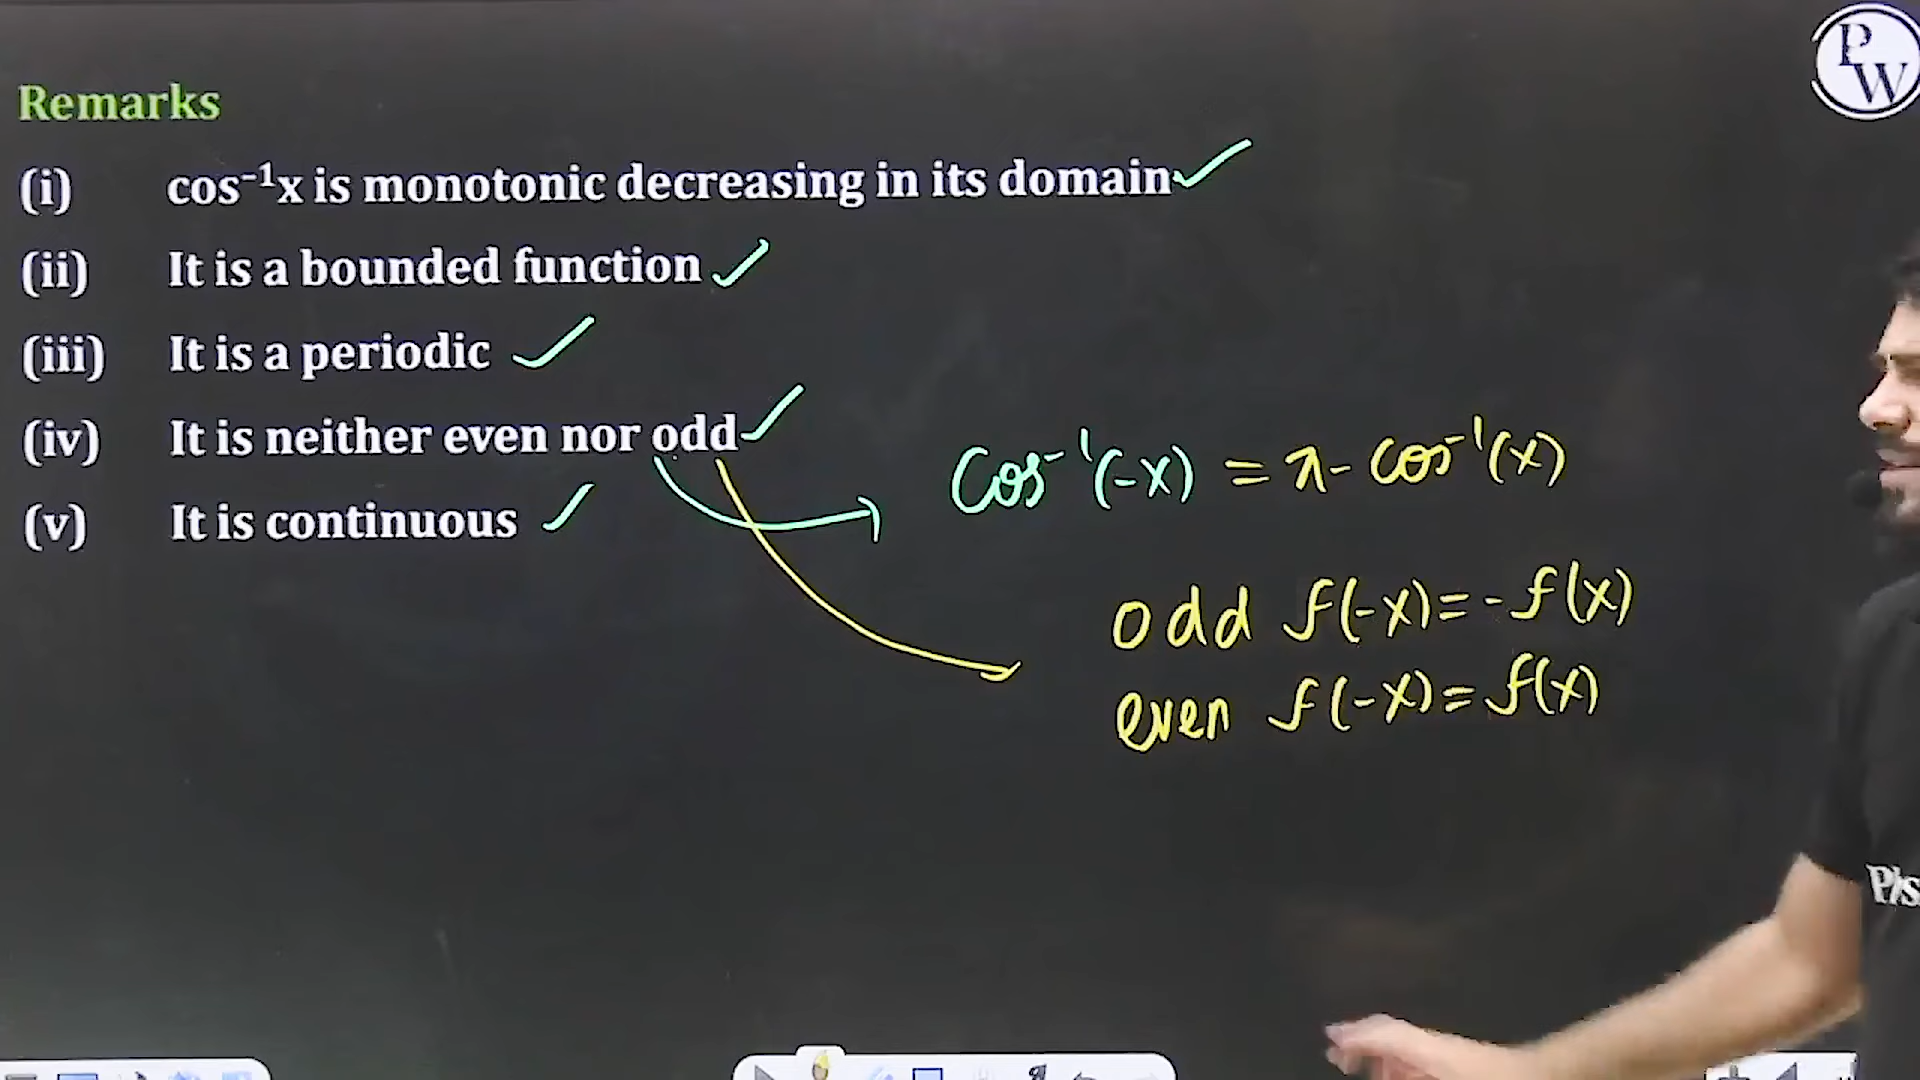 PW
Remarks
(i) cos⁻¹x is monotonic decreasing in its domain
(ii) It is a bounded function
(iii) It is a periodic
(iv) It is neither even nor odd
cos⁻¹(-x) = π - cos⁻¹(x)
(v) It is continuous
odd f(-x) = -f(x)
even f(-x) = f(x)